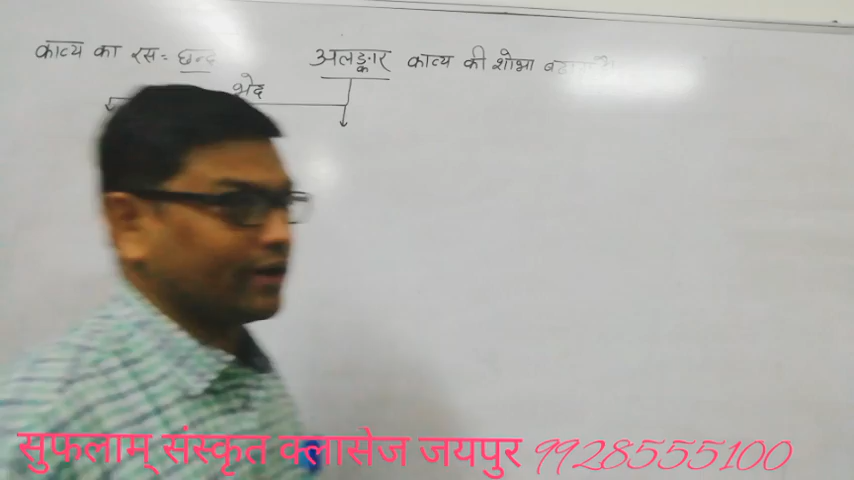 काव्य का रस = छन्द अलङ्कार काव्य की शोभा
भेद
सुफलाम् संस्कृत क्लासेज जयपुर 9928555100